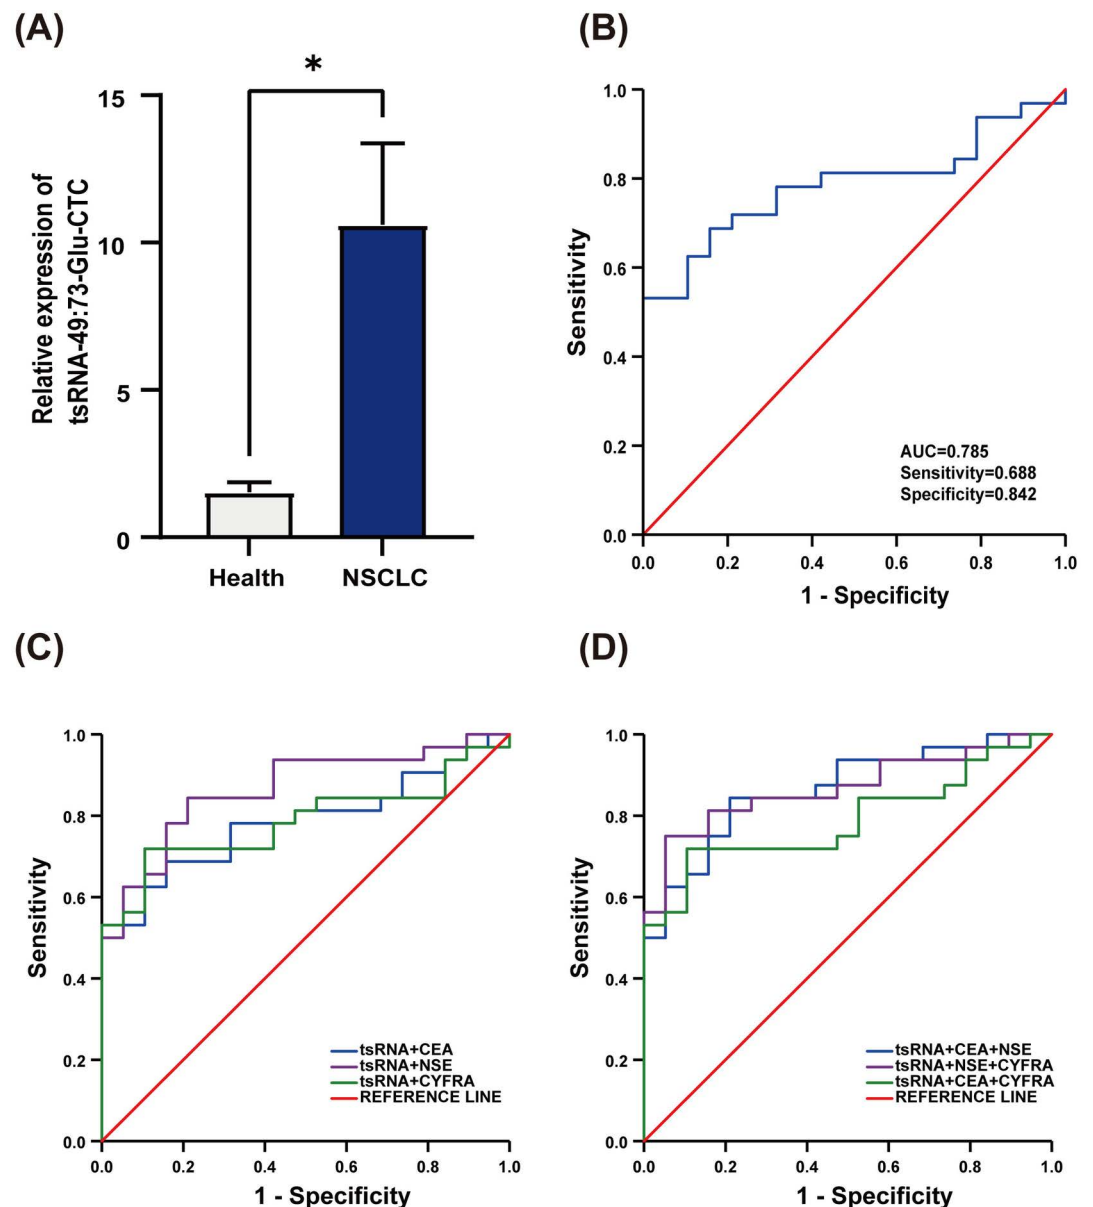 (A)
*
Relative expression of
tsRNA-49:73-Glu-CTC
15
10
5
0
Health NSCLC
(B)
Sensitivity
1.0
0.8
0.6
0.4
0.2
0.0
AUC=0.785
Sensitivity=0.688
Specificity=0.842
0.0 0.2 0.4 0.6 0.8 1.0
1 - Specificity
(C)
Sensitivity
1.0
0.8
0.6
0.4
0.2
0.0
tsRNA+CEA
tsRNA+NSE
tsRNA+CYFRA
REFERENCE LINE
0.0 0.2 0.4 0.6 0.8 1.0
1 - Specificity
(D)
Sensitivity
1.0
0.8
0.6
0.4
0.2
0.0
tsRNA+CEA+NSE
tsRNA+NSE+CYFRA
tsRNA+CEA+CYFRA
REFERENCE LINE
0.0 0.2 0.4 0.6 0.8 1.0
1 - Specificity